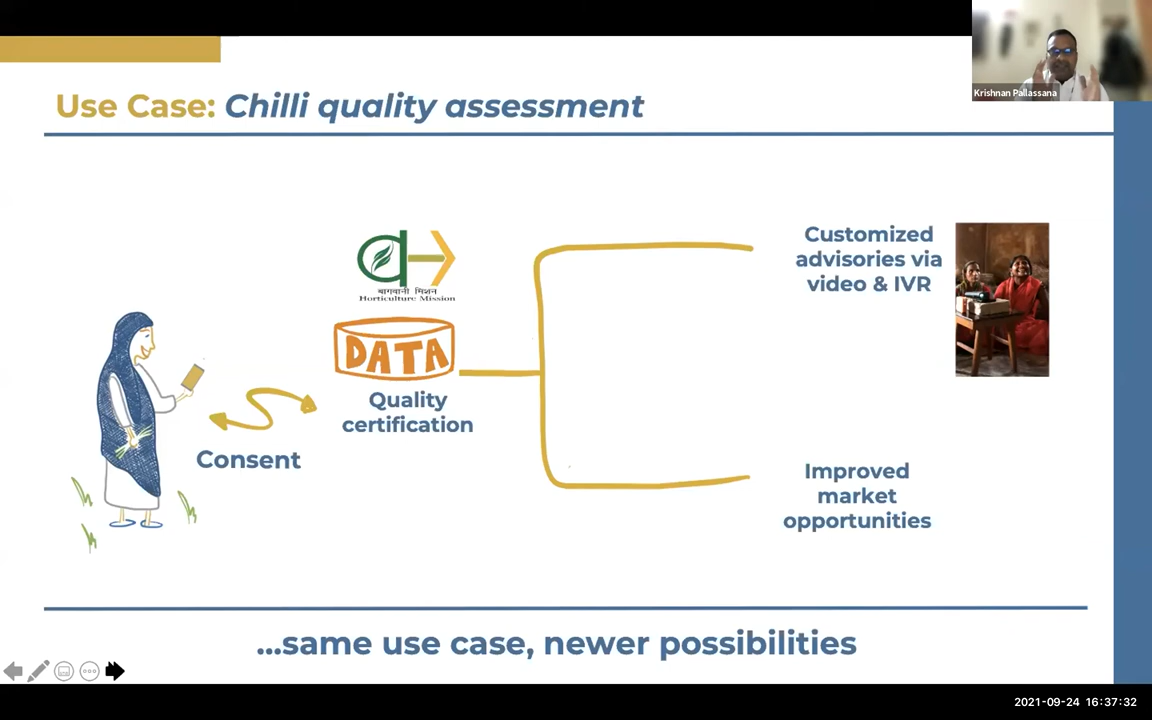 Krishnan Pallassana
Use Case: Chilli quality assessment
बागवानी मिशन
Horticulture Mission
DATA
Quality
certification
Consent
Customized
advisories via
video & IVR
Improved
market
opportunities
...same use case, newer possibilities
2021-09-24 16:37:32